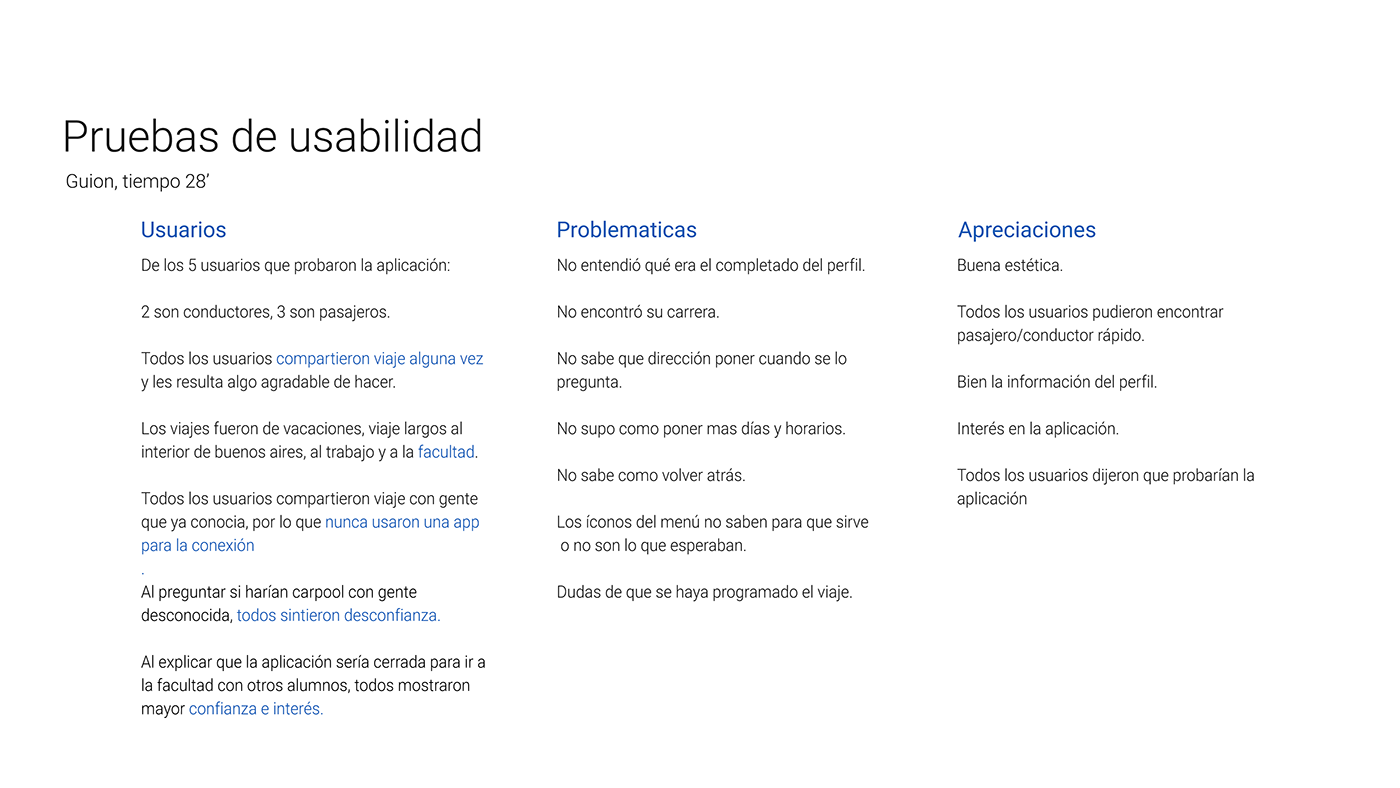 Pruebas de usabilidad
Guion, tiempo 28’
Usuarios
De los 5 usuarios que probaron la aplicación:
2 son conductores, 3 son pasajeros.
Todos los usuarios compartieron viaje alguna vez
y les resulta algo agradable de hacer.
Los viajes fueron de vacaciones, viaje largos al
interior de buenos aires, al trabajo y a la facultad.
Todos los usuarios compartieron viaje con gente
que ya conocia, por lo que nunca usaron una app
para la conexión
.
Al preguntar si harían carpool con gente
desconocida, todos sintieron desconfianza.
Al explicar que la aplicación sería cerrada para ir a
la facultad con otros alumnos, todos mostraron
mayor confianza e interés.
Problematicas
No entendió qué era el completado del perfil.
No encontró su carrera.
No sabe que dirección poner cuando se lo
pregunta.
No supo como poner mas días y horarios.
No sabe como volver atrás.
Los íconos del menú no saben para que sirve
o no son lo que esperaban.
Dudas de que se haya programado el viaje.
Apreciaciones
Buena estética.
Todos los usuarios pudieron encontrar
pasajero/conductor rápido.
Bien la información del perfil.
Interés en la aplicación.
Todos los usuarios dijeron que probarían la
aplicación